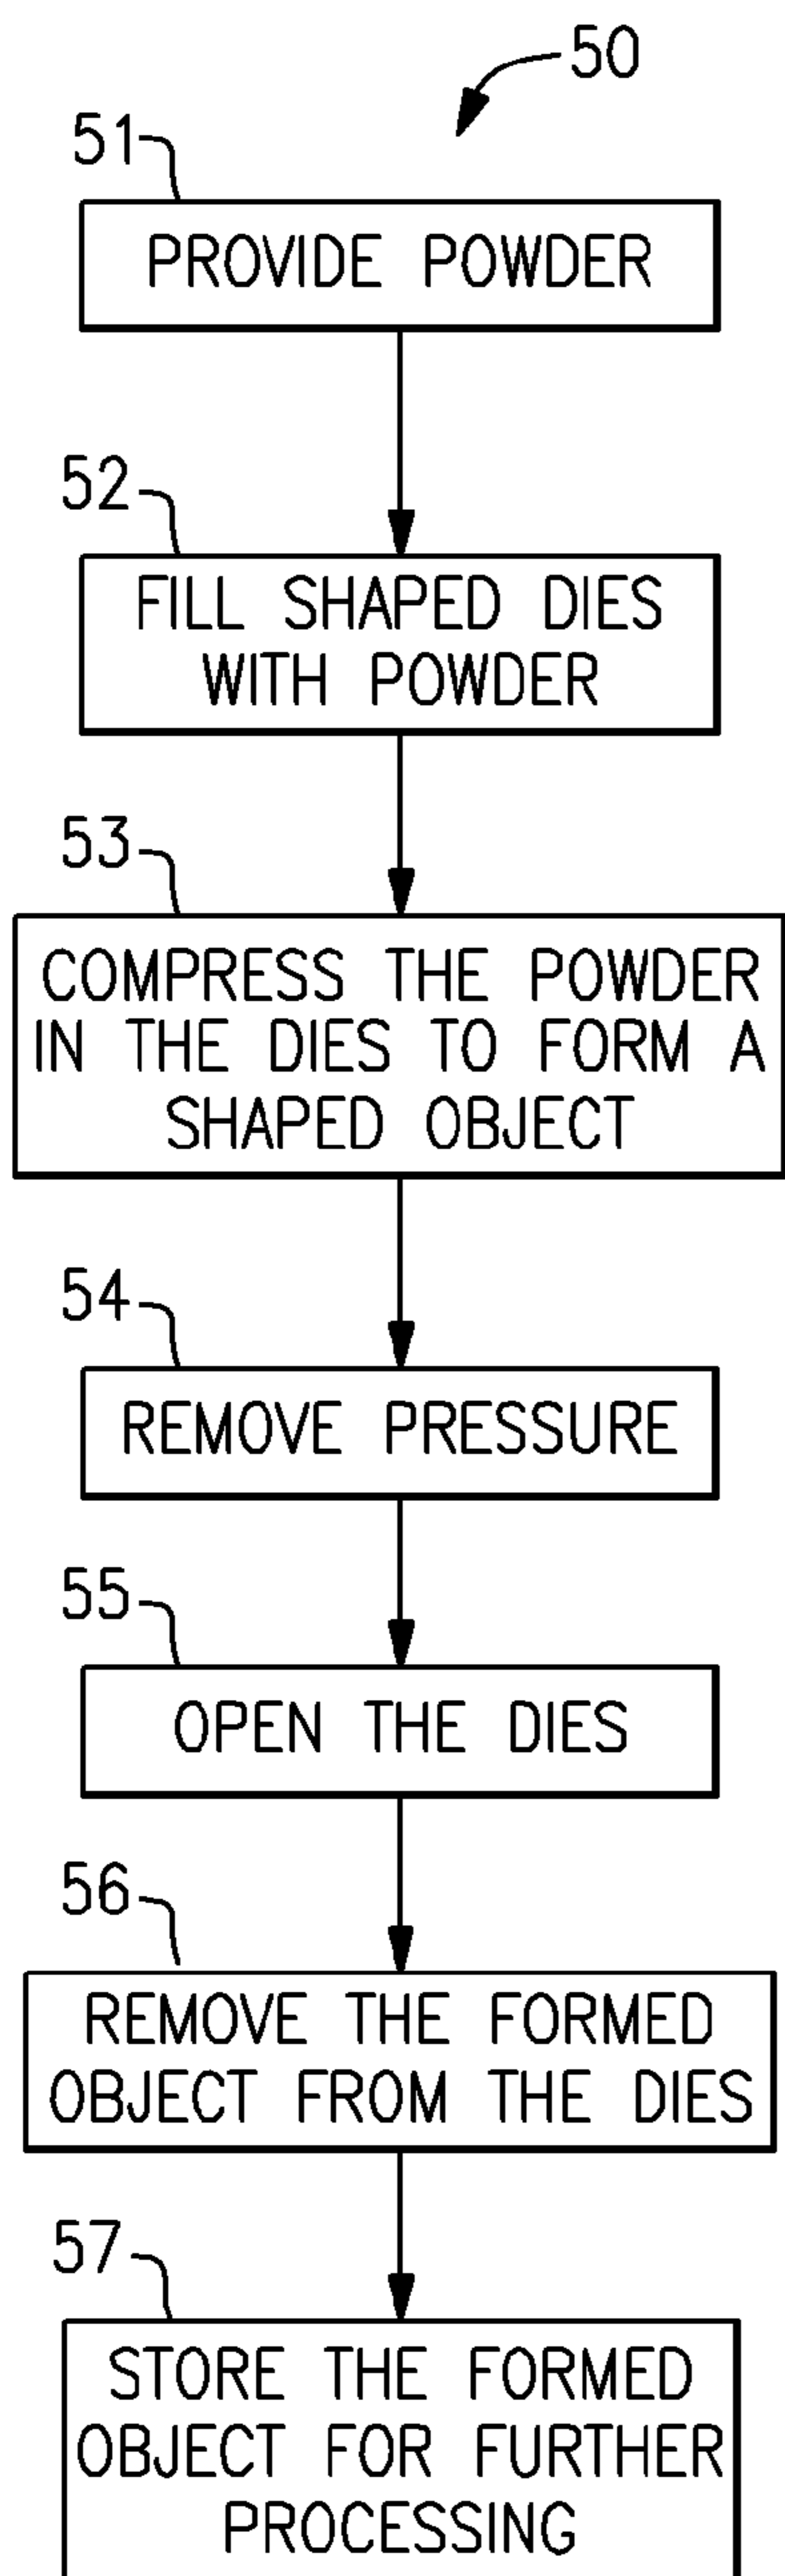 50
51
PROVIDE POWDER
52
FILL SHAPED DIES
WITH POWDER
53
COMPRESS THE POWDER
IN THE DIES TO FORM A
SHAPED OBJECT
54
REMOVE PRESSURE
55
OPEN THE DIES
56
REMOVE THE FORMED
OBJECT FROM THE DIES
57
STORE THE FORMED
OBJECT FOR FURTHER
PROCESSING